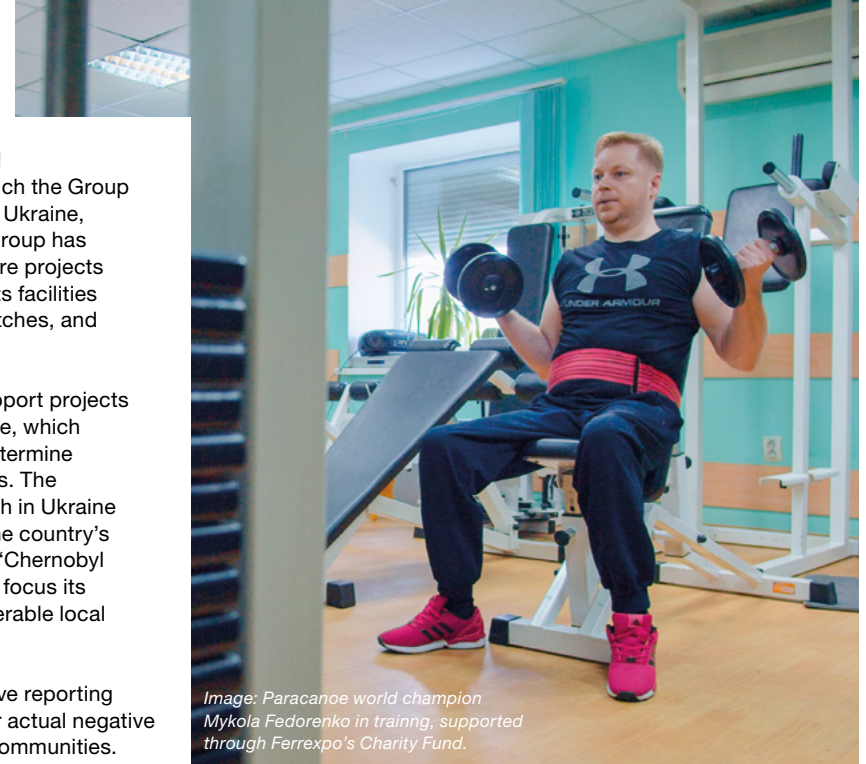 ch the Group
Ukraine,
roup has
re projects
s facilities
tches, and
port projects
e, which
termine
s. The
h in Ukraine
ne country's
"Chernobyl
focus its
erable local
ve reporting
r actual negative
ommunities.
UNDER ARMOUR
Image: Paracanoe world champion
Mykola Fedorenko in trainng, supported
through Ferrexpo's Charity Fund.